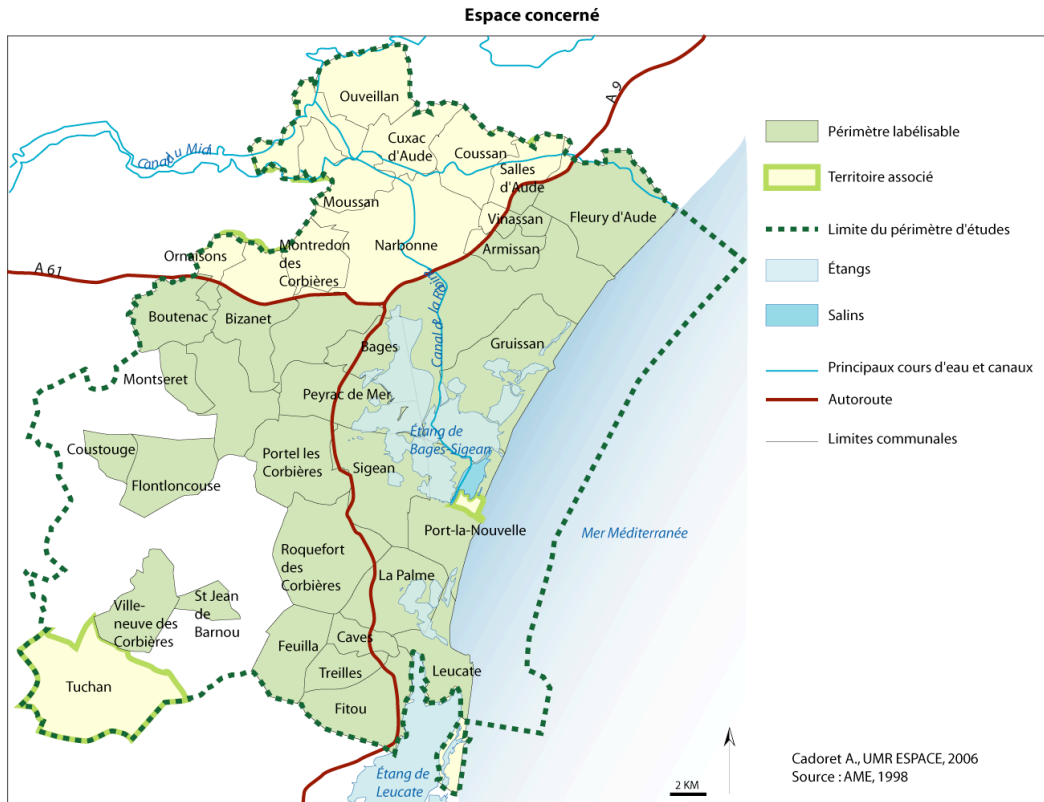 Espace concerné
A 9
Ouveillan
Cuxac
d'Aude
Coussan
Canal du Midi
Salles
d'Aude
Moussan
Vinassan
Fleury d'Aude
Narbonne
Armissan
Montredon
des
Corbières
Ornaisons
A 61
Boutenac
Bizanet
Canal de la Robine
Bages
Gruissan
Montseret
Peyrac de Mer
Étang de
Bages-Sigean
Coustouge
Portel les
Corbières
Sigean
Flontloncouse
Port-la-Nouvelle
Mer Méditerranée
Roquefort
des
Corbières
La Palme
Ville-
neuve des
Corbières
St Jean
de
Barnou
Feuilla
Caves
Treilles
Leucate
Tuchan
Fitou
Étang de
Leucate
2 KM
Périmètre labélisable
Territoire associé
Limite du périmètre d'études
Étangs
Salins
Principaux cours d'eau et canaux
Autoroute
Limites communales
Cadoret A., UMR ESPACE, 2006
Source : AME, 1998